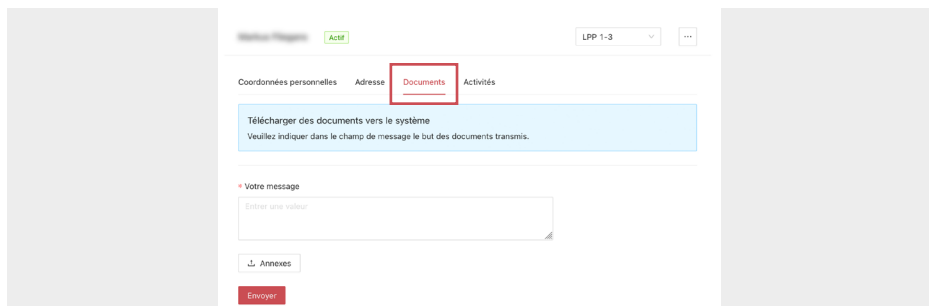 Actif
LPP 1-3
Coordonnées personnelles Adresse Documents Activités
Télécharger des documents vers le système
Veuillez indiquer dans le champ de message le but des documents transmis.
* Votre message
Entrer une valeur
Annexes
Envoyer